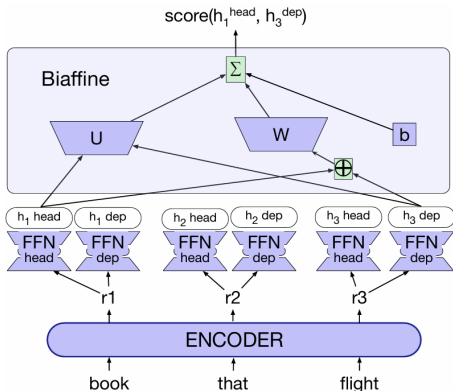 score(h₁ʰᵉᵃᵈ, h₃ᵈᵉᵖ)
Biaffine
∑
U W b
⊕
h₁ head h₁ dep h₂ head h₂ dep h₃ head h₃ dep
FFN FFN FFN FFN FFN FFN
head dep head dep head dep
r1 r2 r3
ENCODER
book that flight